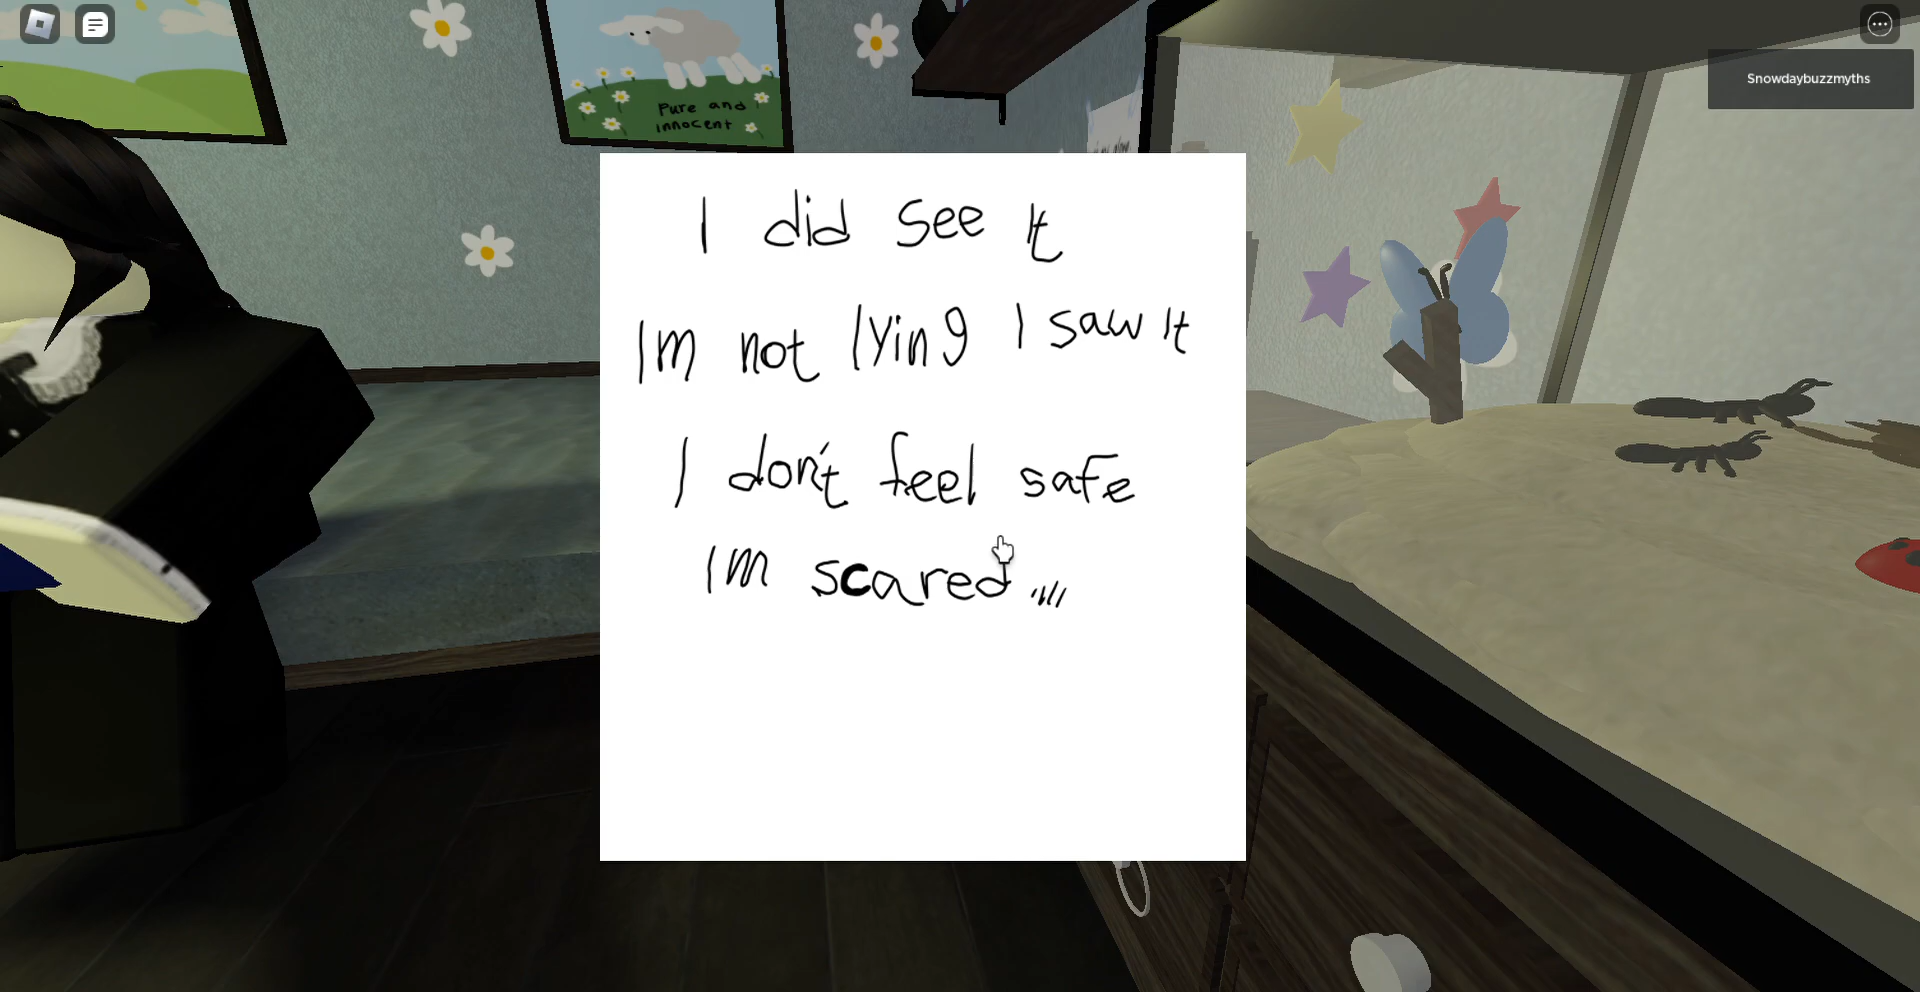 Snowdaybuzzmyths
Pure and
innocent
I did see It
Im not lying I saw It
I don't feel safe
Im scared....